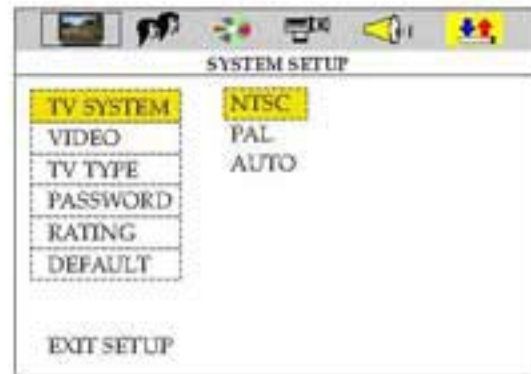 SYSTEM SETUP
TV SYSTEM NTSC
VIDEO PAL
TV TYPE AUTO
PASSWORD
RATING
DEFAULT
EXIT SETUP